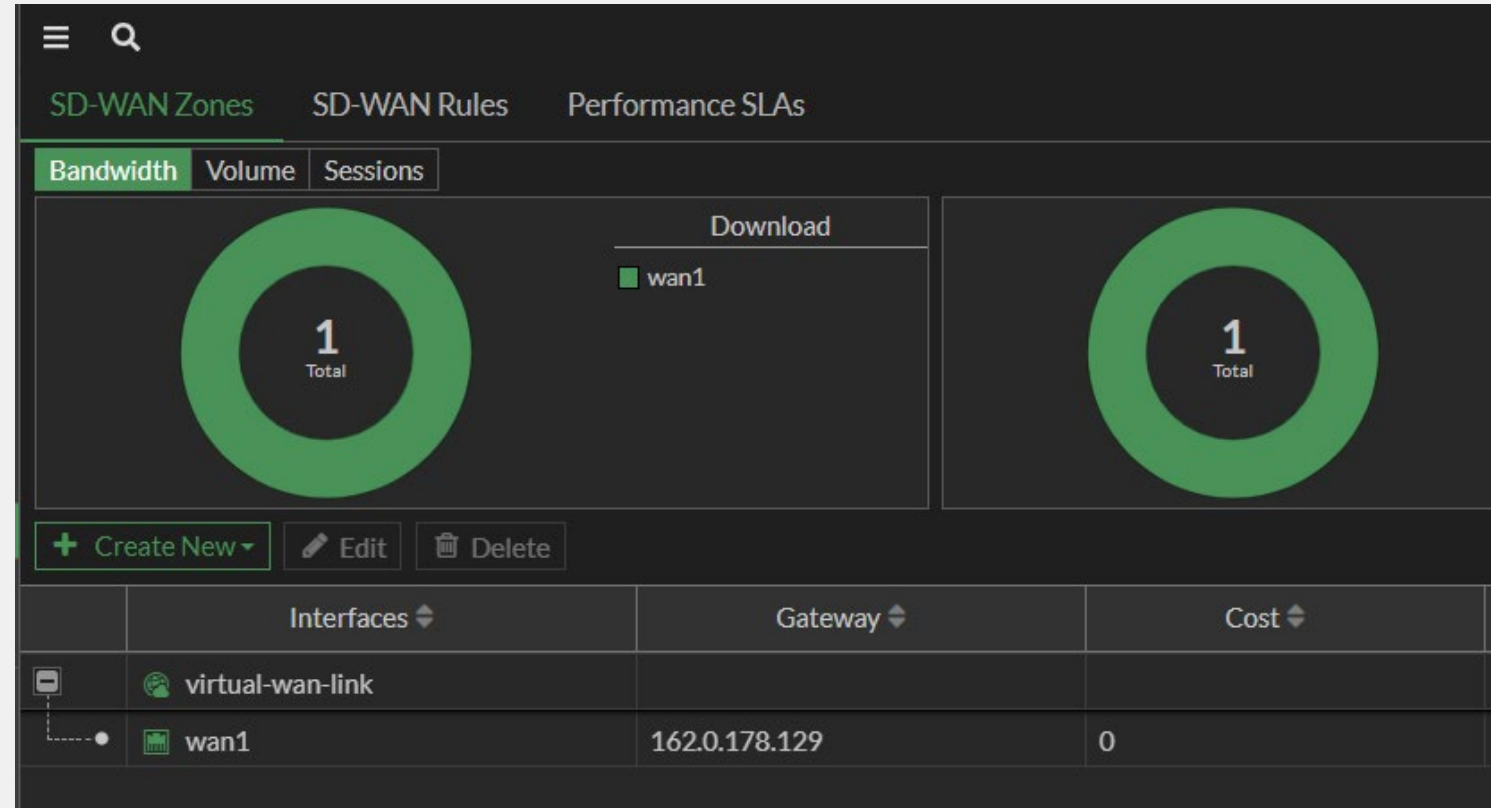 SD-WAN Zones SD-WAN Rules Performance SLAs
Bandwidth Volume Sessions
Download
wan1
1
Total
1
Total
+ Create New Edit Delete
Interfaces Gateway Cost
virtual-wan-link
wan1 162.0.178.129 0